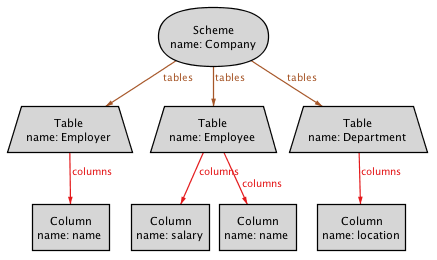 Scheme
name: Company
tables
tables
tables
Table
name: Employer
Table
name: Employee
Table
name: Department
columns
columns
columns
columns
Column
name: name
Column
name: salary
Column
name: name
Column
name: location